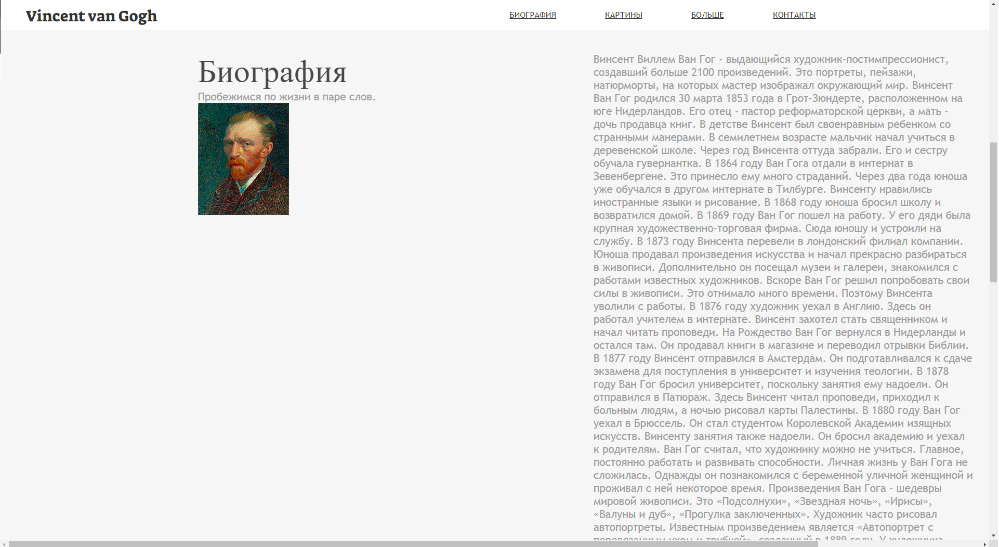 Vincent van Gogh
БИОГРАФИЯ КАРТИНЫ БОЛЬШЕ КОНТАКТЫ
Биография
Пробежимся по жизни в паре слов.
Винсент Виллем Ван Гог - выдающийся художник-постимпрессионист,
создавший больше 2100 произведений. Это портреты, пейзажи,
натюрморты, на которых мастер изображал окружающий мир. Винсент
Ван Гог родился 30 марта 1853 года в Грот-Зюндерте, расположенном на
юге Нидерландов. Его отец - пастор реформаторской церкви, а мать -
дочь продавца книг. В детстве Винсент был своенравным ребенком со
странными манерами. В семилетнем возрасте мальчик начал учиться в
деревенской школе. Через год Винсента оттуда забрали. Его и сестру
обучала гувернантка. В 1864 году Ван Гога отдали в интернат в
Зевенбергене. Это принесло ему много страданий. Через два года юноша
уже обучался в другом интернате в Тилбурге. Винсенту нравились
иностранные языки и рисование. В 1868 году юноша бросил школу и
возвратился домой. В 1869 году Ван Гог пошел на работу. У его дяди была
крупная художественно-торговая фирма. Сюда юношу и устроили на
службу. В 1873 году Винсента перевели в лондонский филиал компании.
Юноша продавал произведения искусства и начал прекрасно разбираться
в живописи. Дополнительно он посещал музеи и галереи, знакомился с
работами известных художников. Вскоре Ван Гог решил попробовать свои
силы в живописи. Это отнимало много времени. Поэтому Винсента
уволили с работы. В 1876 году художник уехал в Англию. Здесь он
работал учителем в интернате. Винсент захотел стать священником и
начал читать проповеди. На Рождество Ван Гог вернулся в Нидерланды и
остался там. Он продавал книги в магазине и переводил отрывки Библии.
В 1877 году Винсент отправился в Амстердам. Он подготавливался к сдаче
экзамена для поступления в университет и изучения теологии. В 1878
году Ван Гог бросил университет, поскольку занятия ему надоели. Он
отправился в Патюраж. Здесь Винсент читал проповеди, приходил к
больным людям, а ночью рисовал карты Палестины. В 1880 году Ван Гог
уехал в Брюссель. Он стал студентом Королевской Академии изящных
искусств. Винсенту занятия также надоели. Он бросил академию и уехал
к родителям. Ван Гог считал, что художнику можно не учиться. Главное,
постоянно работать и развивать способности. Личная жизнь у Ван Гога не
сложилась. Однажды он познакомился с беременной уличной женщиной и
проживал с ней некоторое время. Произведения Ван Гога - шедевры
мировой живописи. Это «Подсолнухи», «Звездная ночь», «Ирисы»,
«Валуны и дуб», «Прогулка заключенных». Художник часто рисовал
автопортреты. Известным произведением является «Автопортрет с
перевязанным ухом и трубкой», созданный в 1889 году. У художника